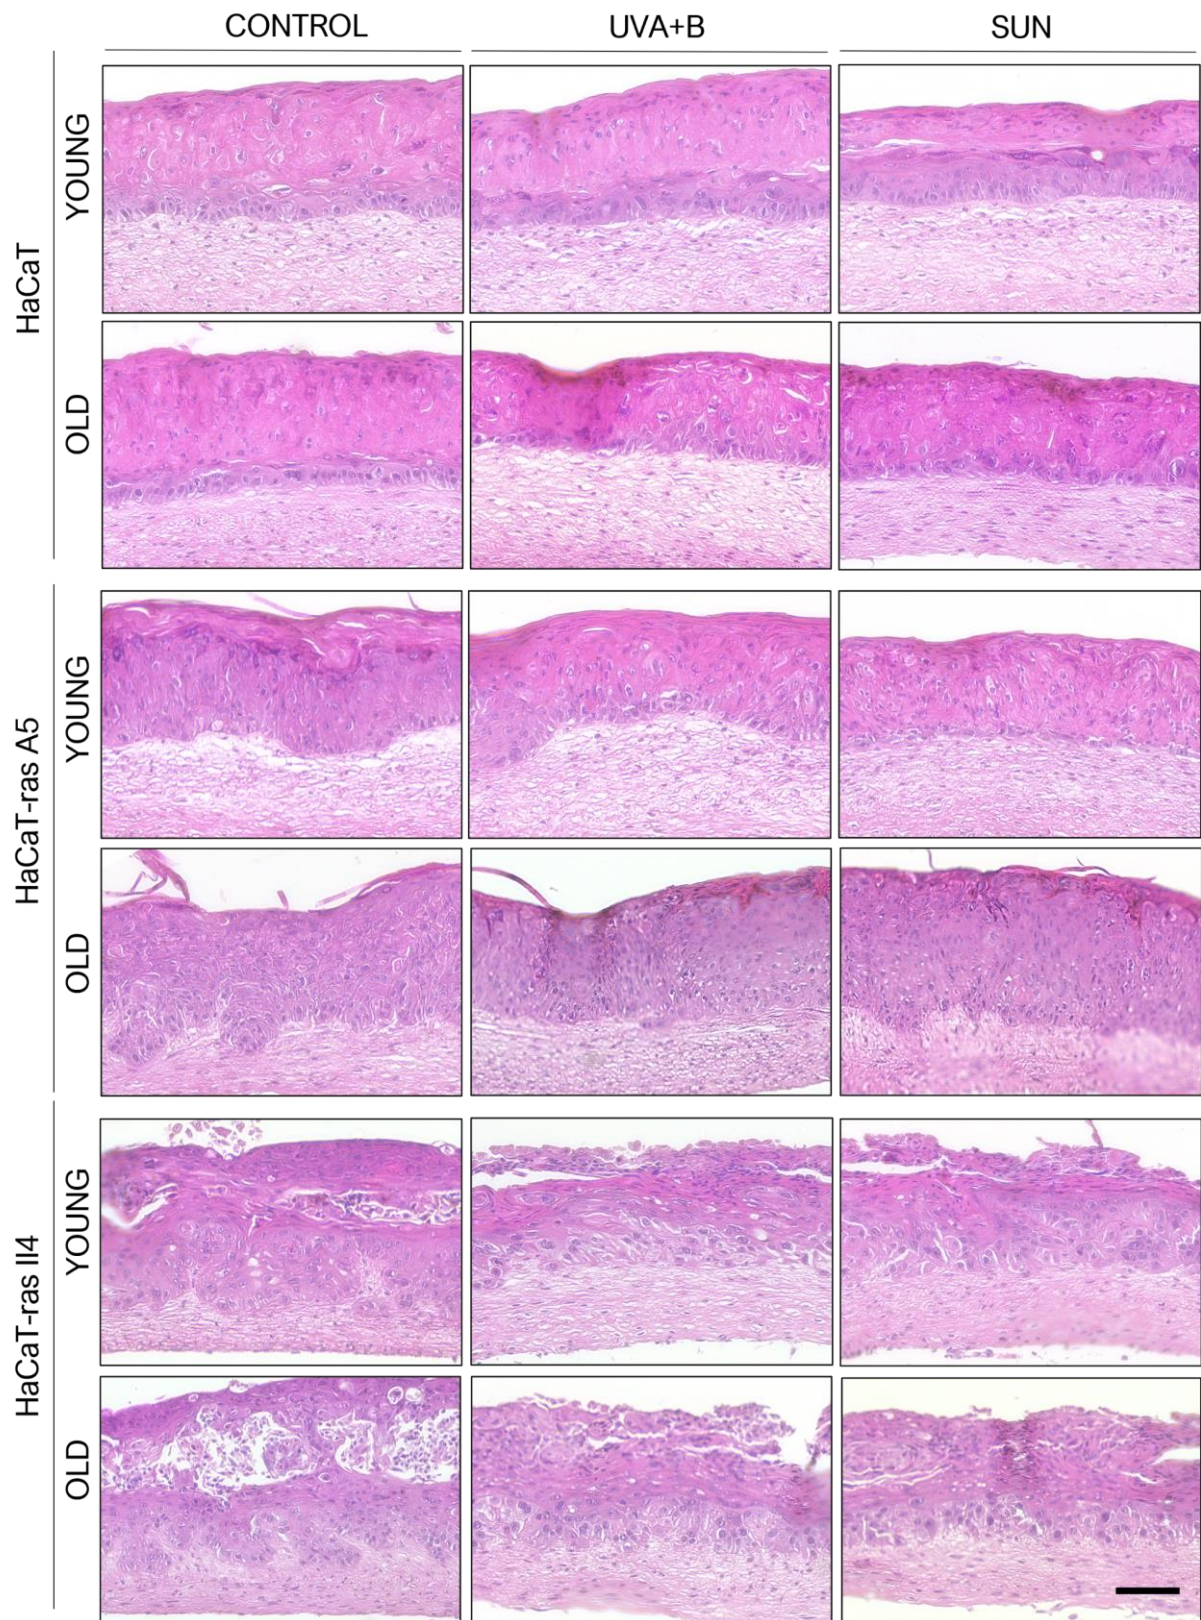 CONTROL UVA+B SUN
HaCaT
YOUNG
OLD
HaCaT-ras A5
YOUNG
OLD
HaCaT-ras II4
YOUNG
OLD